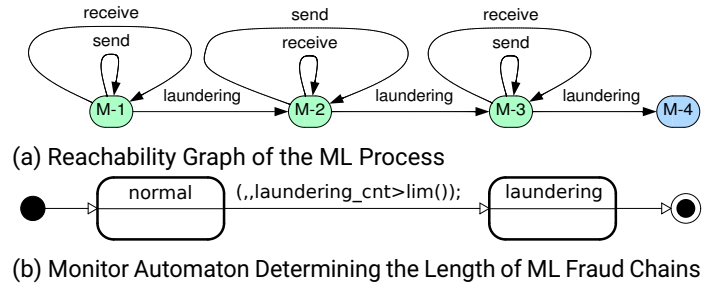 receive send receive
send receive send
laundering laundering laundering
M-1 M-2 M-3 M-4
(a) Reachability Graph of the ML Process
normal (,,laundering_cnt>lim()); laundering
(b) Monitor Automaton Determining the Length of ML Fraud Chains